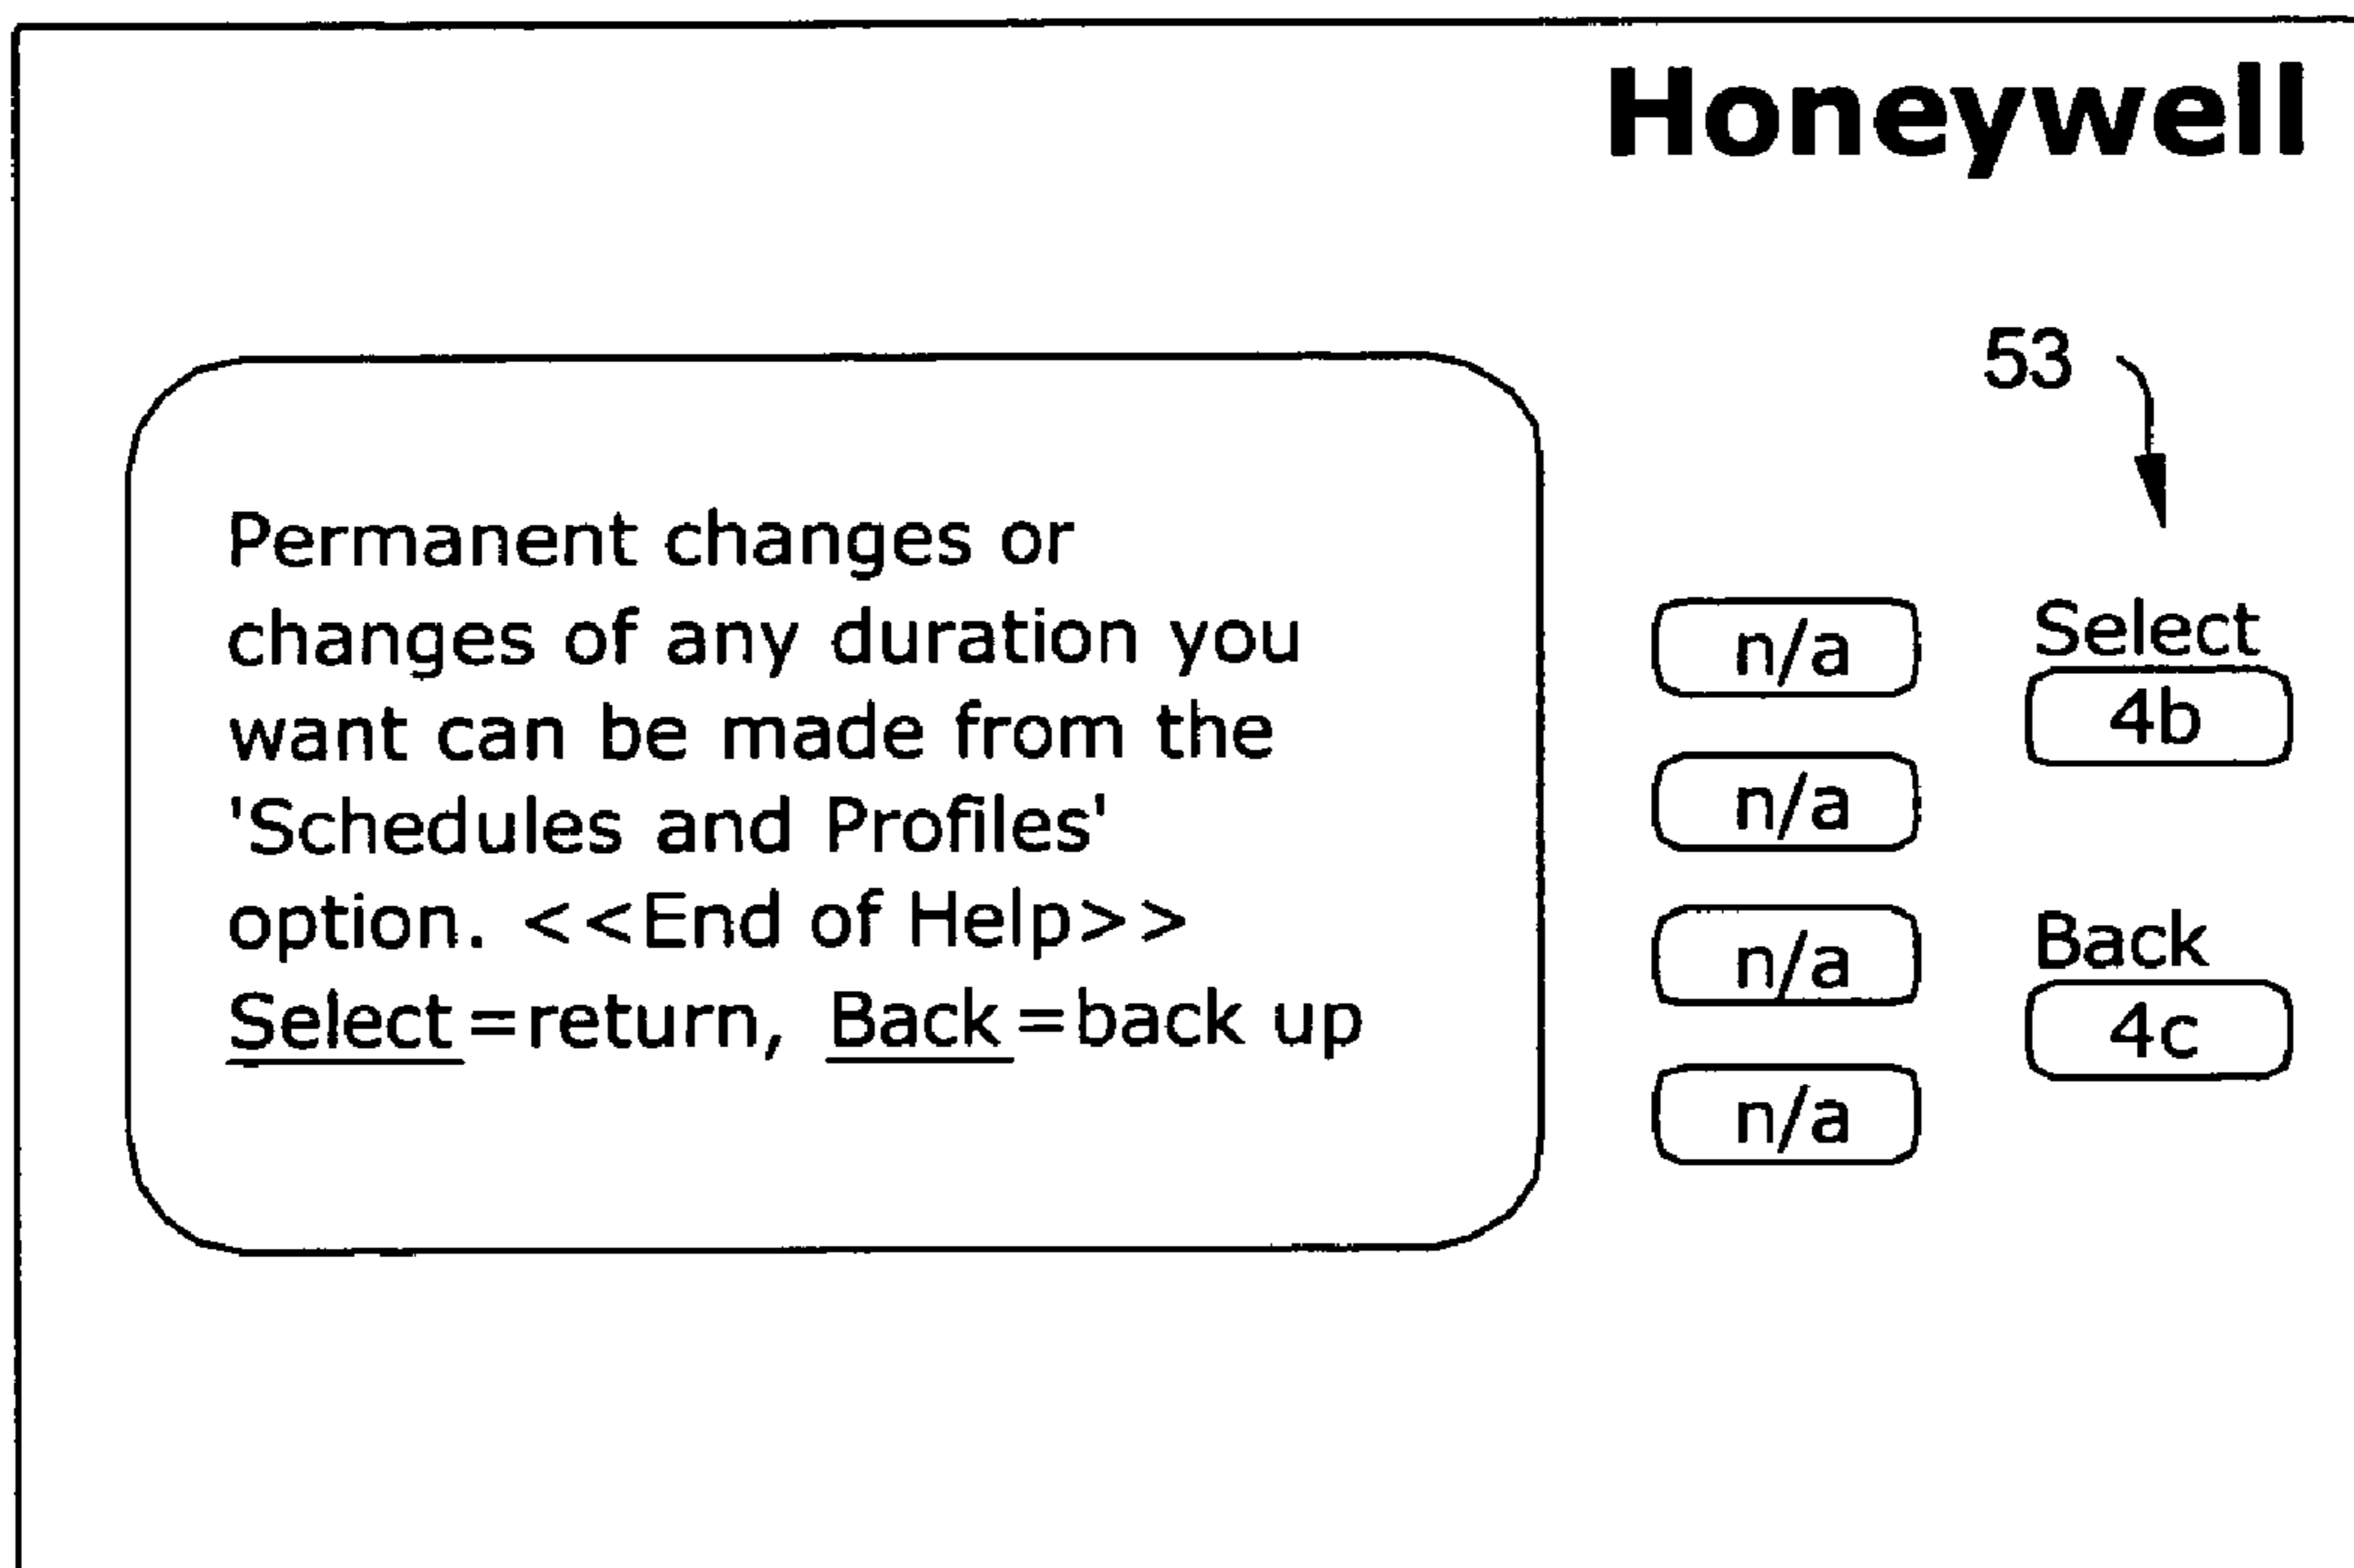 Honeywell
53
Permanent changes or
changes of any duration you
want can be made from the
'Schedules and Profiles'
option. <<End of Help>>
Select=return, Back=back up
n/a
n/a
n/a
n/a
Select
4b
Back
4c